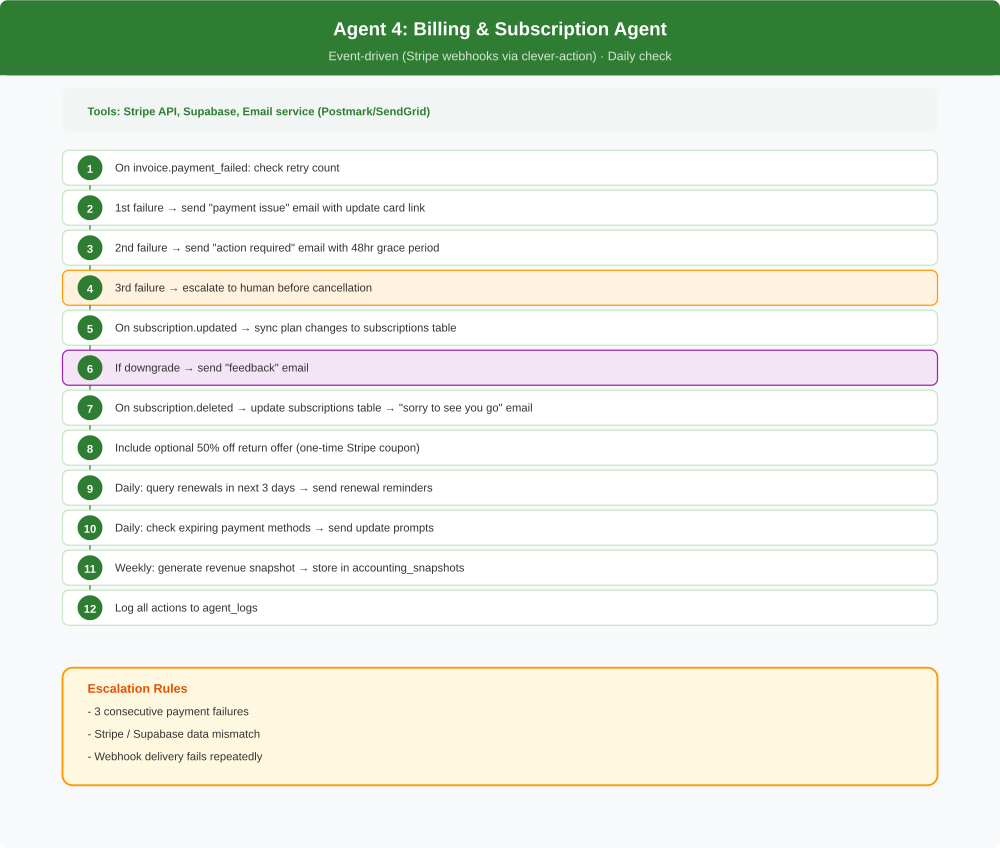 Agent 4: Billing & Subscription Agent
Event-driven (Stripe webhooks via clever-action) · Daily check
Tools: Stripe API, Supabase, Email service (Postmark/SendGrid)
1 On invoice.payment_failed: check retry count
2 1st failure → send "payment issue" email with update card link
3 2nd failure → send "action required" email with 48hr grace period
4 3rd failure → escalate to human before cancellation
5 On subscription.updated → sync plan changes to subscriptions table
6 If downgrade → send "feedback" email
7 On subscription.deleted → update subscriptions table → "sorry to see you go" email
8 Include optional 50% off return offer (one-time Stripe coupon)
9 Daily: query renewals in next 3 days → send renewal reminders
10 Daily: check expiring payment methods → send update prompts
11 Weekly: generate revenue snapshot → store in accounting_snapshots
12 Log all actions to agent_logs
Escalation Rules
- 3 consecutive payment failures
- Stripe / Supabase data mismatch
- Webhook delivery fails repeatedly